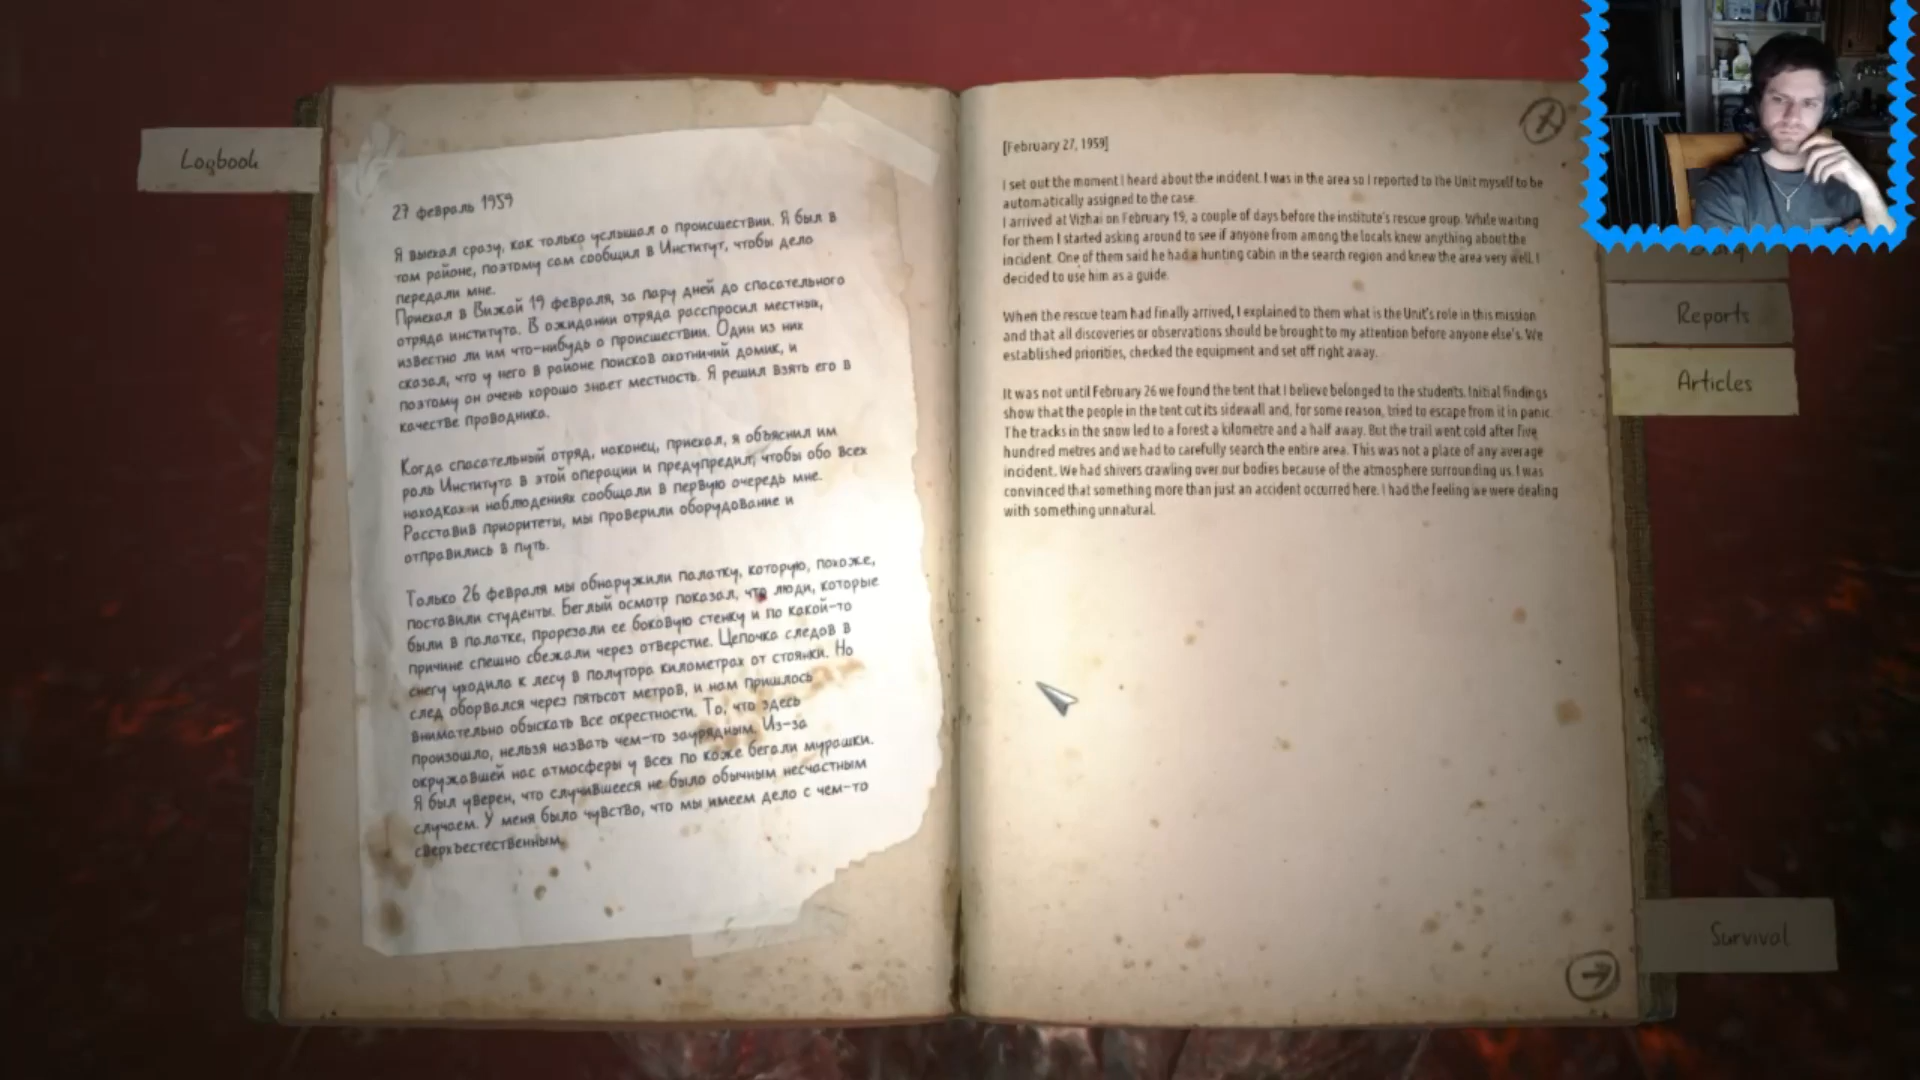 Logbook
27 февраль 1959
Я выехал сразу, как только услышал о происшествии. Я был в
том районе, поэтому сам сообщил в Институт, чтобы дело
передали мне.
Приехал в Вижай 19 февраля, за пару дней до спасательного
отряда института. В ожидании отряда расспросил местных,
известно ли им что-нибудь о происшествии. Один из них
сказал, что у него в районе поисков охотничий домик, и
поэтому он очень хорошо знает местность. Я решил взять его в
качестве проводника.
Когда спасательный отряд, наконец, приехал, я объяснил им
роль Института в этой операции и предупредил, чтобы обо всех
находках и наблюдениях сообщали в первую очередь мне.
Расставив приоритеты, мы проверили оборудование и
отправились в путь.
Только 26 февраля мы обнаружили палатку, которую, похоже,
поставили студенты. Беглый осмотр показал, что люди, которые
были в палатке, прорезали ее боковую стенку и по какой-то
причине спешно сбежали через отверстие. Цепочка следов в
снегу уходила к лесу в полутора километрах от стоянки. Но
след оборвался через пятьсот метров, и нам пришлось
внимательно обыскать все окрестности. То, что здесь
произошло, нельзя назвать чем-то заурядным. Из-за
окружавшей нас атмосферы у всех по коже бегали мурашки.
Я был уверен, что случившееся не было обычным несчастным
случаем. У меня было чувство, что мы имеем дело с чем-то
сверхъестественным.
[February 27, 1959]
I set out the moment I heard about the incident. I was in the area so I reported to the Unit myself to be
automatically assigned to the case.
I arrived at Vizhai on February 19, a couple of days before the institute's rescue group. While waiting
for them I started asking around to see if anyone from among the locals knew anything about the
incident. One of them said he had a hunting cabin in the search region and knew the area very well. I
decided to use him as a guide.
When the rescue team had finally arrived, I explained to them what is the Unit's role in this mission
and that all discoveries or observations should be brought to my attention before anyone else's. We
established priorities, checked the equipment and set off right away.
It was not until February 26 we found the tent that I believe belonged to the students. Initial findings
show that the people in the tent cut its sidewall and, for some reason, tried to escape from it in panic.
The tracks in the snow led to a forest a kilometre and a half away. But the trail went cold after five
hundred metres and we had to carefully search the entire area. This was not a place of any average
incident. We had shivers crawling over our bodies because of the atmosphere surrounding us. I was
convinced that something more than just an accident occurred here. I had the feeling we were dealing
with something unnatural.
Reports
Articles
Survival